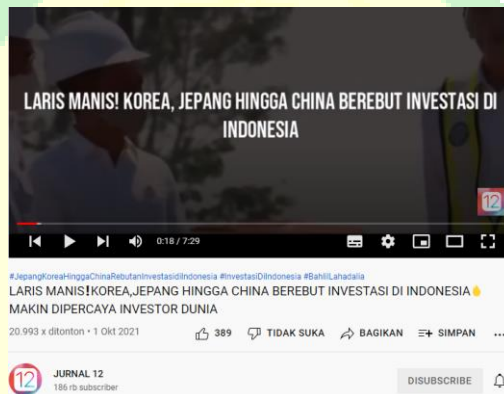 LARIS MANIS! KOREA, JEPANG HINGGA CHINA BEREBUT INVESTASI DI
INDONESIA
12
0:18 / 7:29
#JepangKoreaHinggaChinaRebutanInvestasidiIndonesia #InvestasiDiIndonesia #BahlilLahadalia
LARIS MANIS!KOREA,JEPANG HINGGA CHINA BEREBUT INVESTASI DI INDONESIA
MAKIN DIPERCAYA INVESTOR DUNIA
20.993 x ditonton • 1 Okt 2021 389 TIDAK SUKA BAGIKAN SIMPAN ...
12 JURNAL 12 DISUBSCRIBE
186 rb subscriber